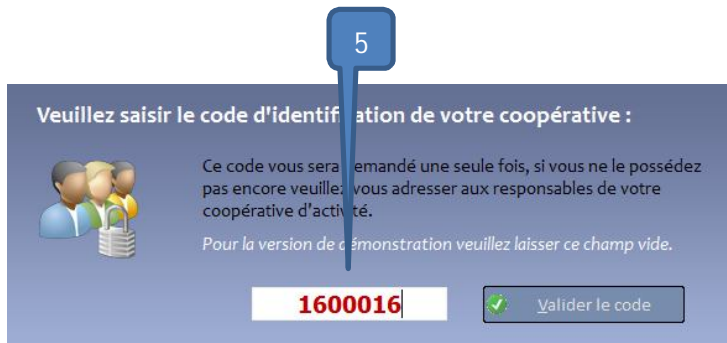 5
Veuillez saisir le code d'identification de votre coopérative :
Ce code vous sera demandé une seule fois, si vous ne le possédez
pas encore veuillez vous adresser aux responsables de votre
coopérative d'activité.
Pour la version de démonstration veuillez laisser ce champ vide.
1600016
Valider le code